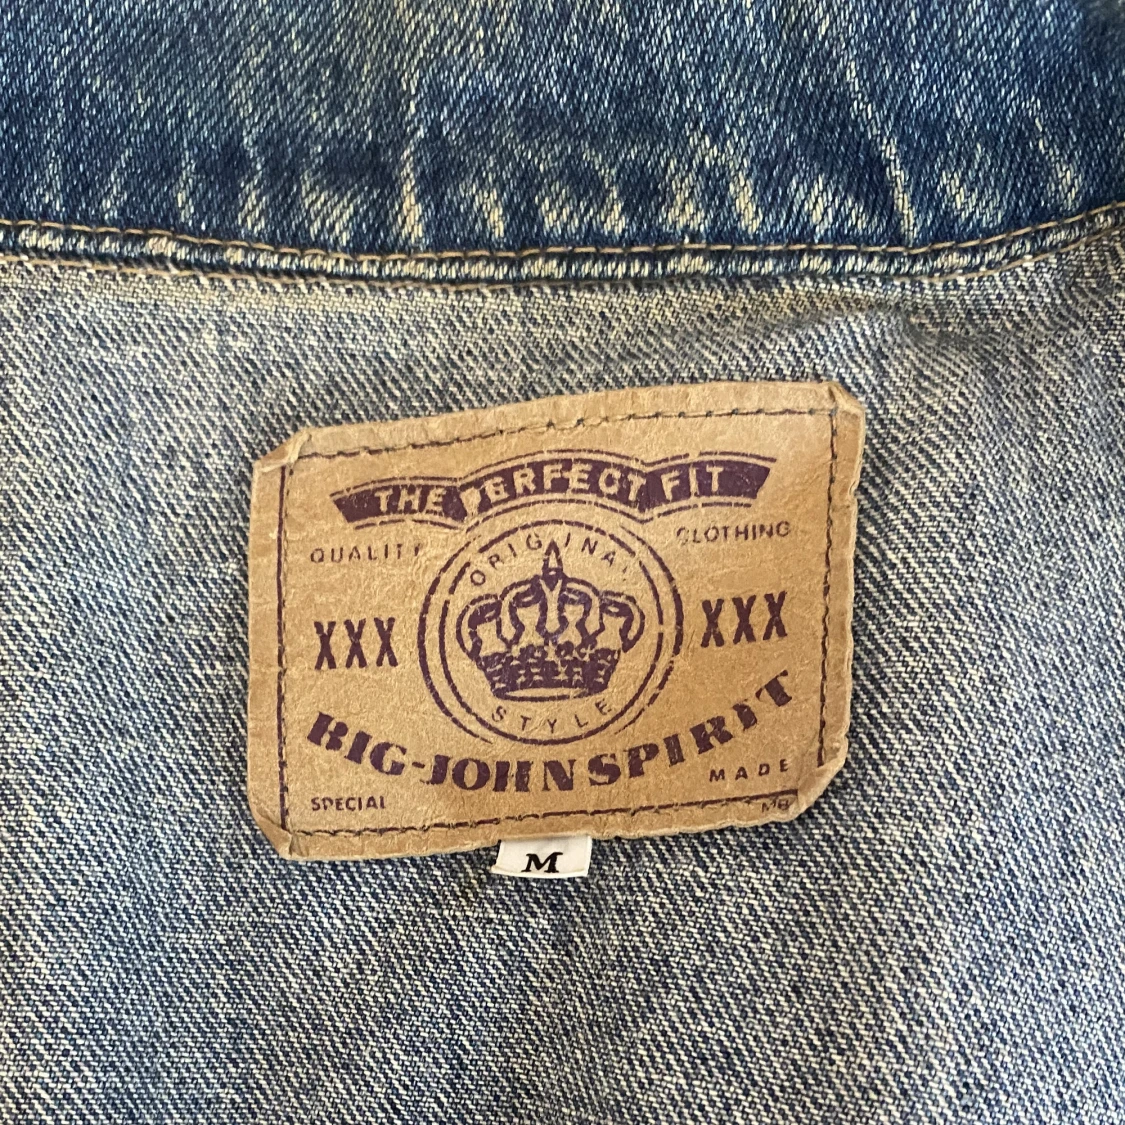 THE PERFECT FIT
QUALITY CLOTHING
ORIGINAL
XXX XXX
STYLE
BIG-JOHN SPIRIT
SPECIAL MADE
M